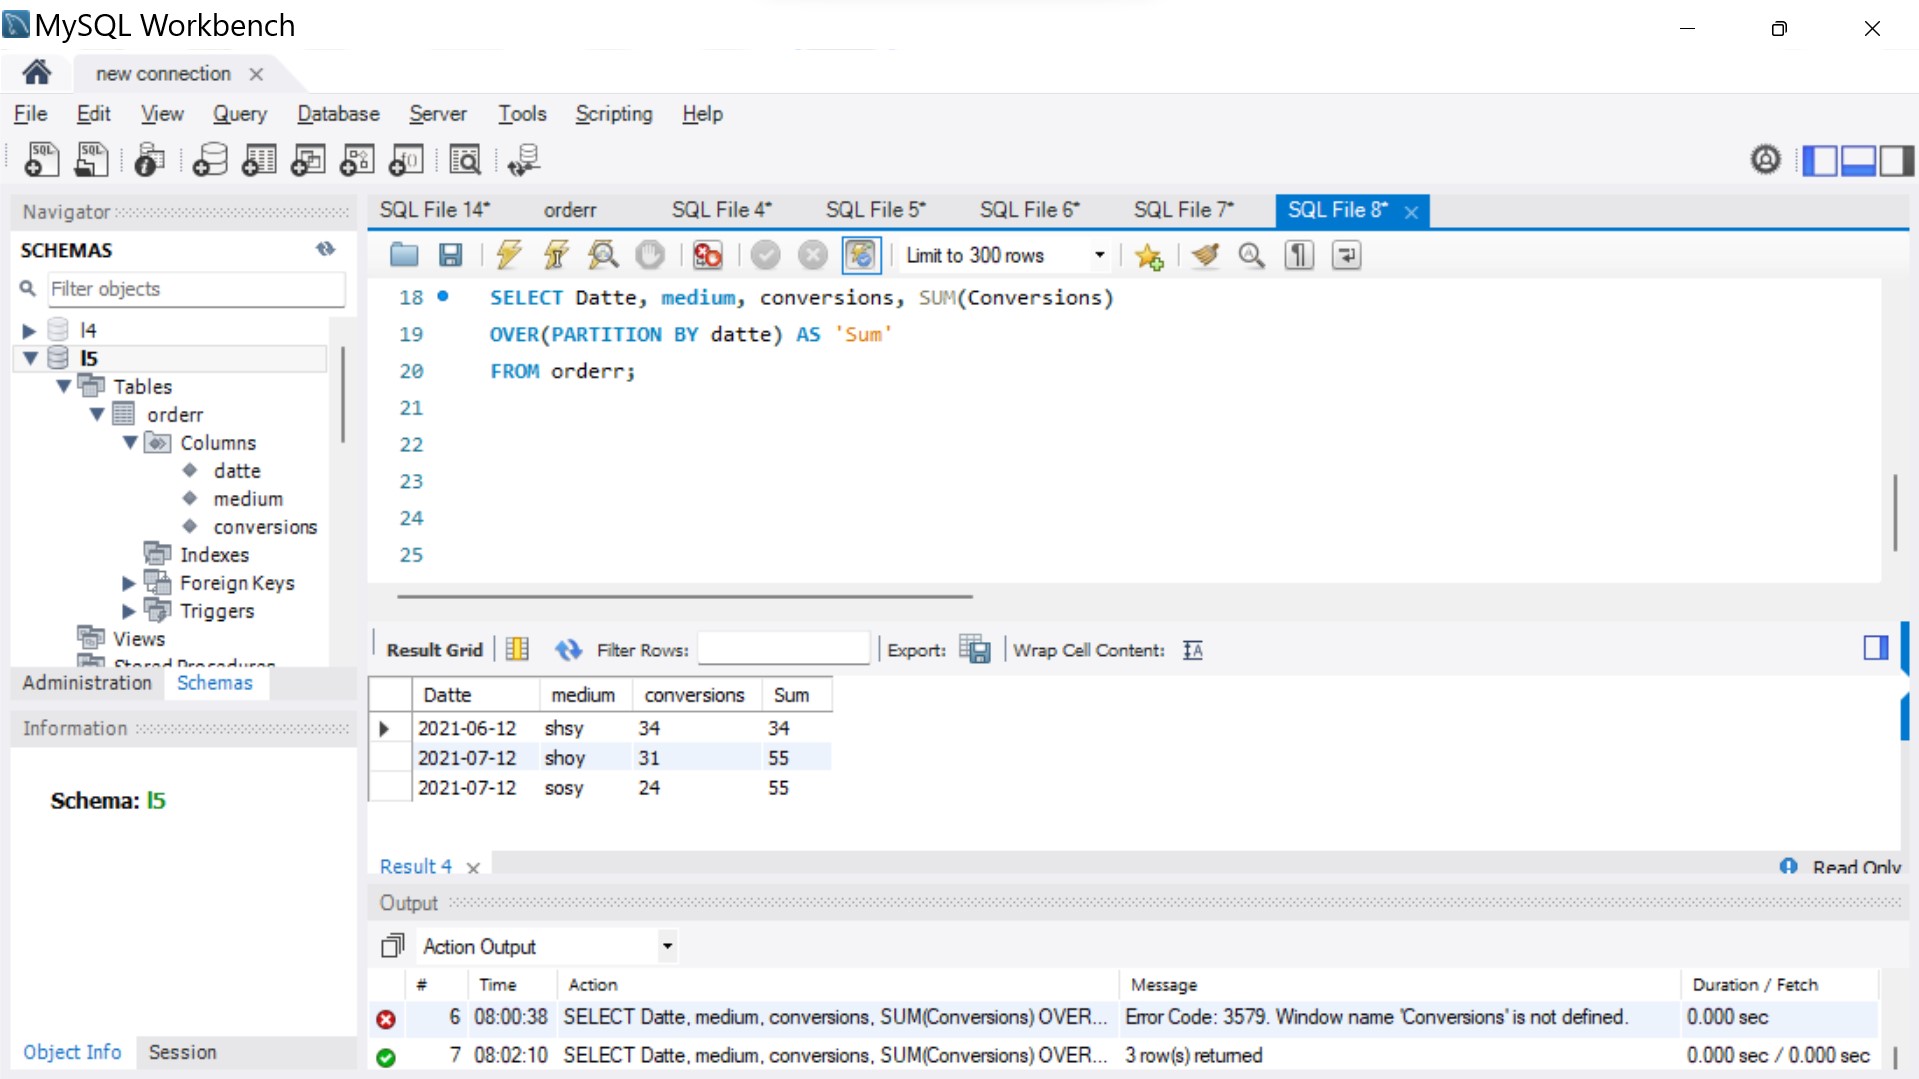 MySQL Workbench
new connection
File Edit View Query Database Server Tools Scripting Help
SQL SQL
Navigator
SQL File 14* orderr SQL File 4* SQL File 5* SQL File 6* SQL File 7* SQL File 8*
SCHEMAS
Limit to 300 rows
Filter objects
l4
l5
Tables
orderr
Columns
datte
medium
conversions
Indexes
Foreign Keys
Triggers
Views
Stored Procedures
Administration Schemas
Information
Schema: l5
Object Info Session
18 SELECT Datte, medium, conversions, SUM(Conversions)
19 OVER(PARTITION BY datte) AS 'Sum'
20 FROM orderr;
21
22
23
24
25
Result Grid Filter Rows: Export: Wrap Cell Content:
Datte medium conversions Sum
2021-06-12 shsy 34 34
2021-07-12 shoy 31 55
2021-07-12 sosy 24 55
Result 4 Read Only
Output
Action Output
# Time Action Message Duration / Fetch
6 08:00:38 SELECT Datte, medium, conversions, SUM(Conversions) OVER... Error Code: 3579. Window name 'Conversions' is not defined. 0.000 sec
7 08:02:10 SELECT Datte, medium, conversions, SUM(Conversions) OVER... 3 row(s) returned 0.000 sec / 0.000 sec